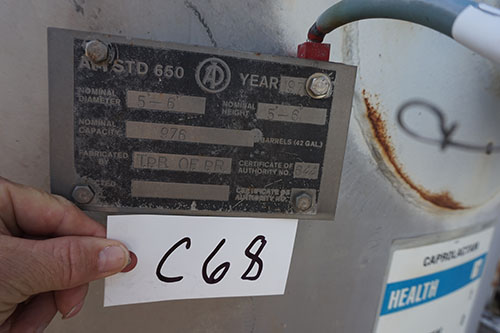 API STD 650 YEAR
NOMINAL DIAMETER 5-6 NOMINAL HEIGHT 5-6
NOMINAL CAPACITY 976 BARRELS (42 GAL.)
FABRICATED CERTIFICATE OF AUTHORITY NO.
CERTIFICATE OF AUTHORITY NO.
C68
CAPROLACTAM
HEALTH